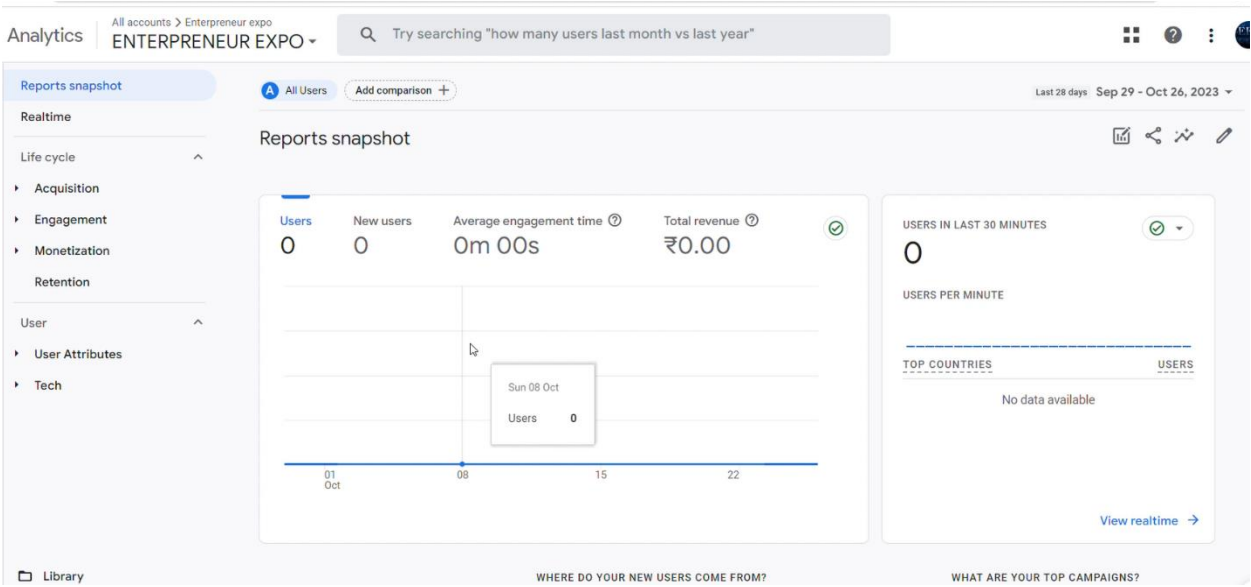 Analytics
All accounts > Enterpreneur expo
ENTERPRENEUR EXPO
Try searching "how many users last month vs last year"
Reports snapshot
Realtime
Life cycle
Acquisition
Engagement
Monetization
Retention
User
User Attributes
Tech
Library
A All Users
Add comparison +
Last 28 days Sep 29 - Oct 26, 2023
Reports snapshot
Users New users Average engagement time Total revenue
0 0 0m 00s ₹0.00
Sun 08 Oct
Users 0
01 08 15 22
Oct
USERS IN LAST 30 MINUTES
0
USERS PER MINUTE
TOP COUNTRIES USERS
No data available
View realtime
WHERE DO YOUR NEW USERS COME FROM?
WHAT ARE YOUR TOP CAMPAIGNS?